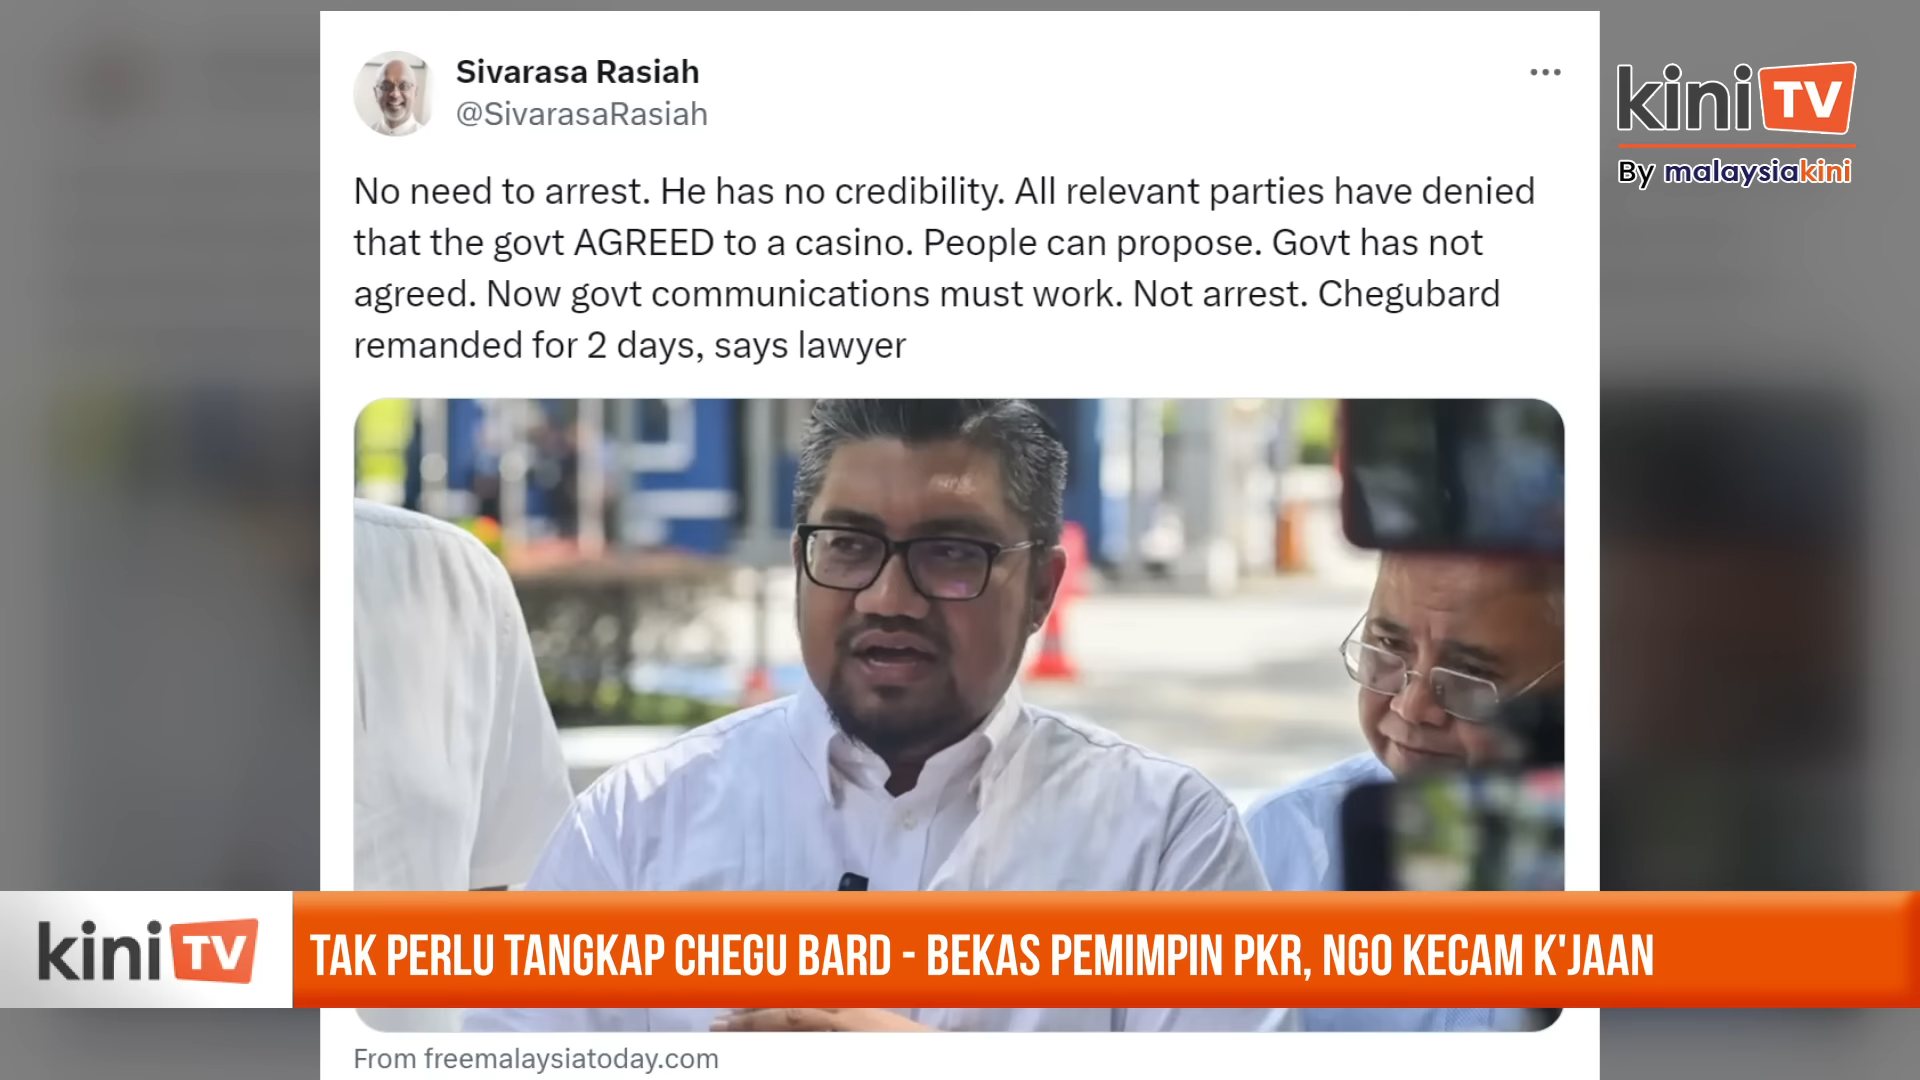 Sivarasa Rasiah
@SivarasaRasiah
No need to arrest. He has no credibility. All relevant parties have denied
that the govt AGREED to a casino. People can propose. Govt has not
agreed. Now govt communications must work. Not arrest. Chegubard
remanded for 2 days, says lawyer
kini TV
By malaysiakini
kini TV
TAK PERLU TANGKAP CHEGU BARD - BEKAS PEMIMPIN PKR, NGO KECAM K'JAAN
From freemalaysiatoday.com